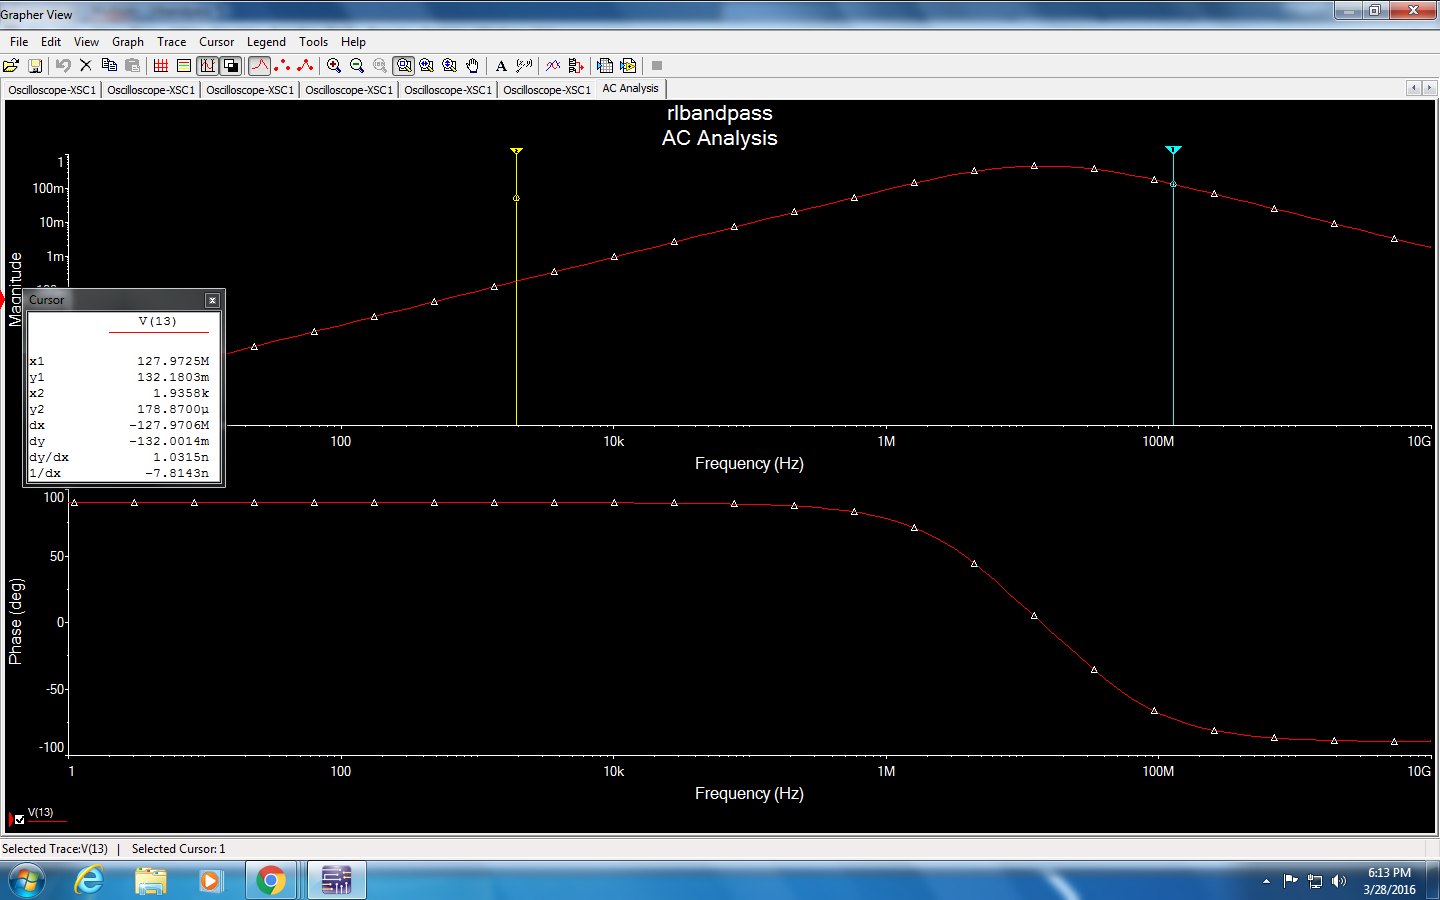 Grapher View
File Edit View Graph Trace Cursor Legend Tools Help
Oscilloscope-XSC1 Oscilloscope-XSC1 Oscilloscope-XSC1 Oscilloscope-XSC1 Oscilloscope-XSC1 Oscilloscope-XSC1 AC Analysis
rlbandpass
AC Analysis
Magnitude
1
100m
10m
1m
100 10k 1M 100M 10G
Frequency (Hz)
Cursor
V(13)
x1 127.9725M
y1 132.1803m
x2 1.9358k
y2 178.8700µ
dx -127.9706M
dy -132.0014m
dy/dx 1.0315n
1/dx -7.8143n
Phase (deg)
100
50
0
-50
-100
1 100 10k 1M 100M 10G
Frequency (Hz)
V(13)
Selected Trace:V(13) | Selected Cursor:1
6:13 PM
3/28/2016